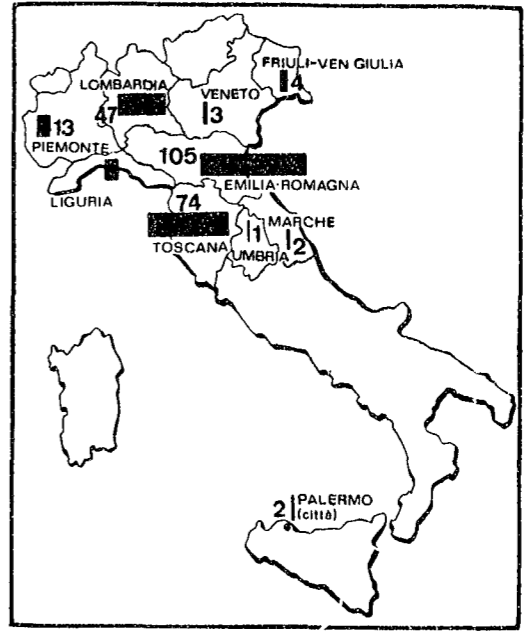 FRIULI-VEN GIULIA
4
LOMBARDIA
47
VENETO
3
13
PIEMONTE
105
EMILIA-ROMAGNA
LIGURIA
74
TOSCANA
MARCHE
1
2
UMBRIA
2
PALERMO
(città)